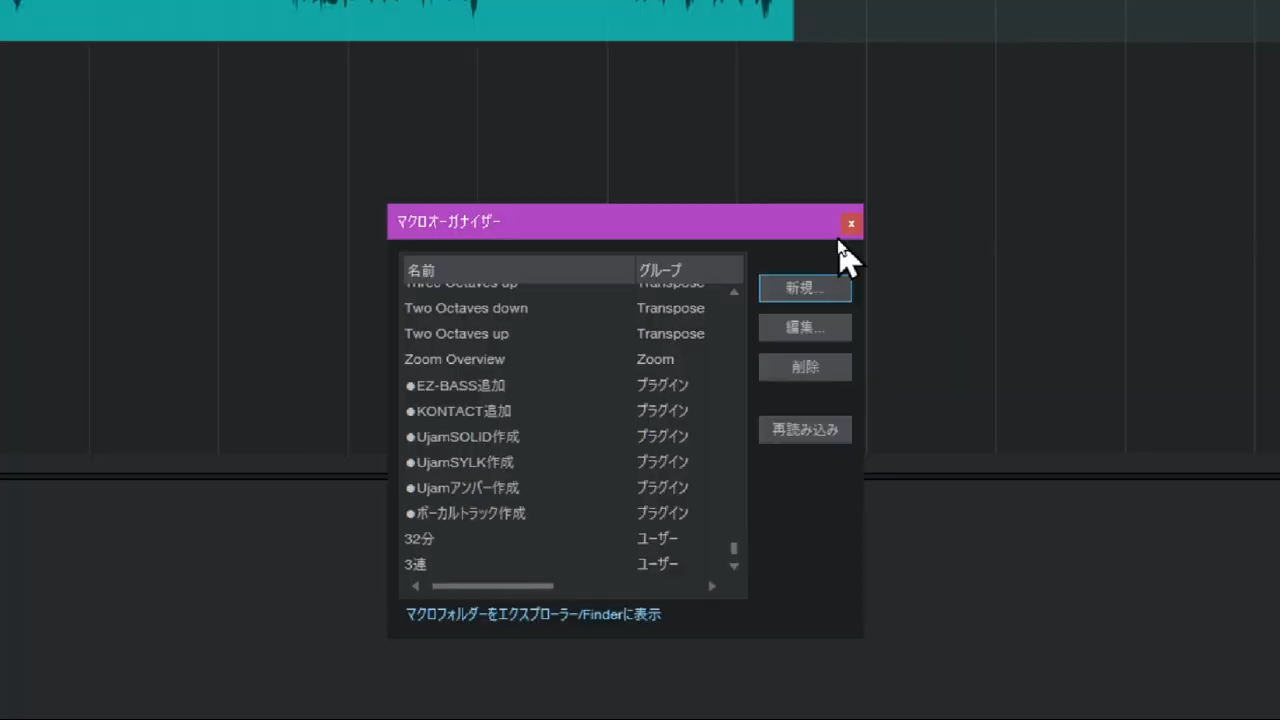 マクロオーガナイザー
x
名前 グループ
Three Octaves up Transpose
Two Octaves down Transpose
Two Octaves up Transpose
Zoom Overview Zoom
●EZ-BASS追加 プラグイン
●KONTACT追加 プラグイン
●UjamSOLID作成 プラグイン
●UjamSYLK作成 プラグイン
●Ujamアンバー作成 プラグイン
●ボーカルトラック作成 プラグイン
32分 ユーザー
3連 ユーザー
新規...
編集...
削除
再読み込み
マクロフォルダーをエクスプローラー/Finderに表示